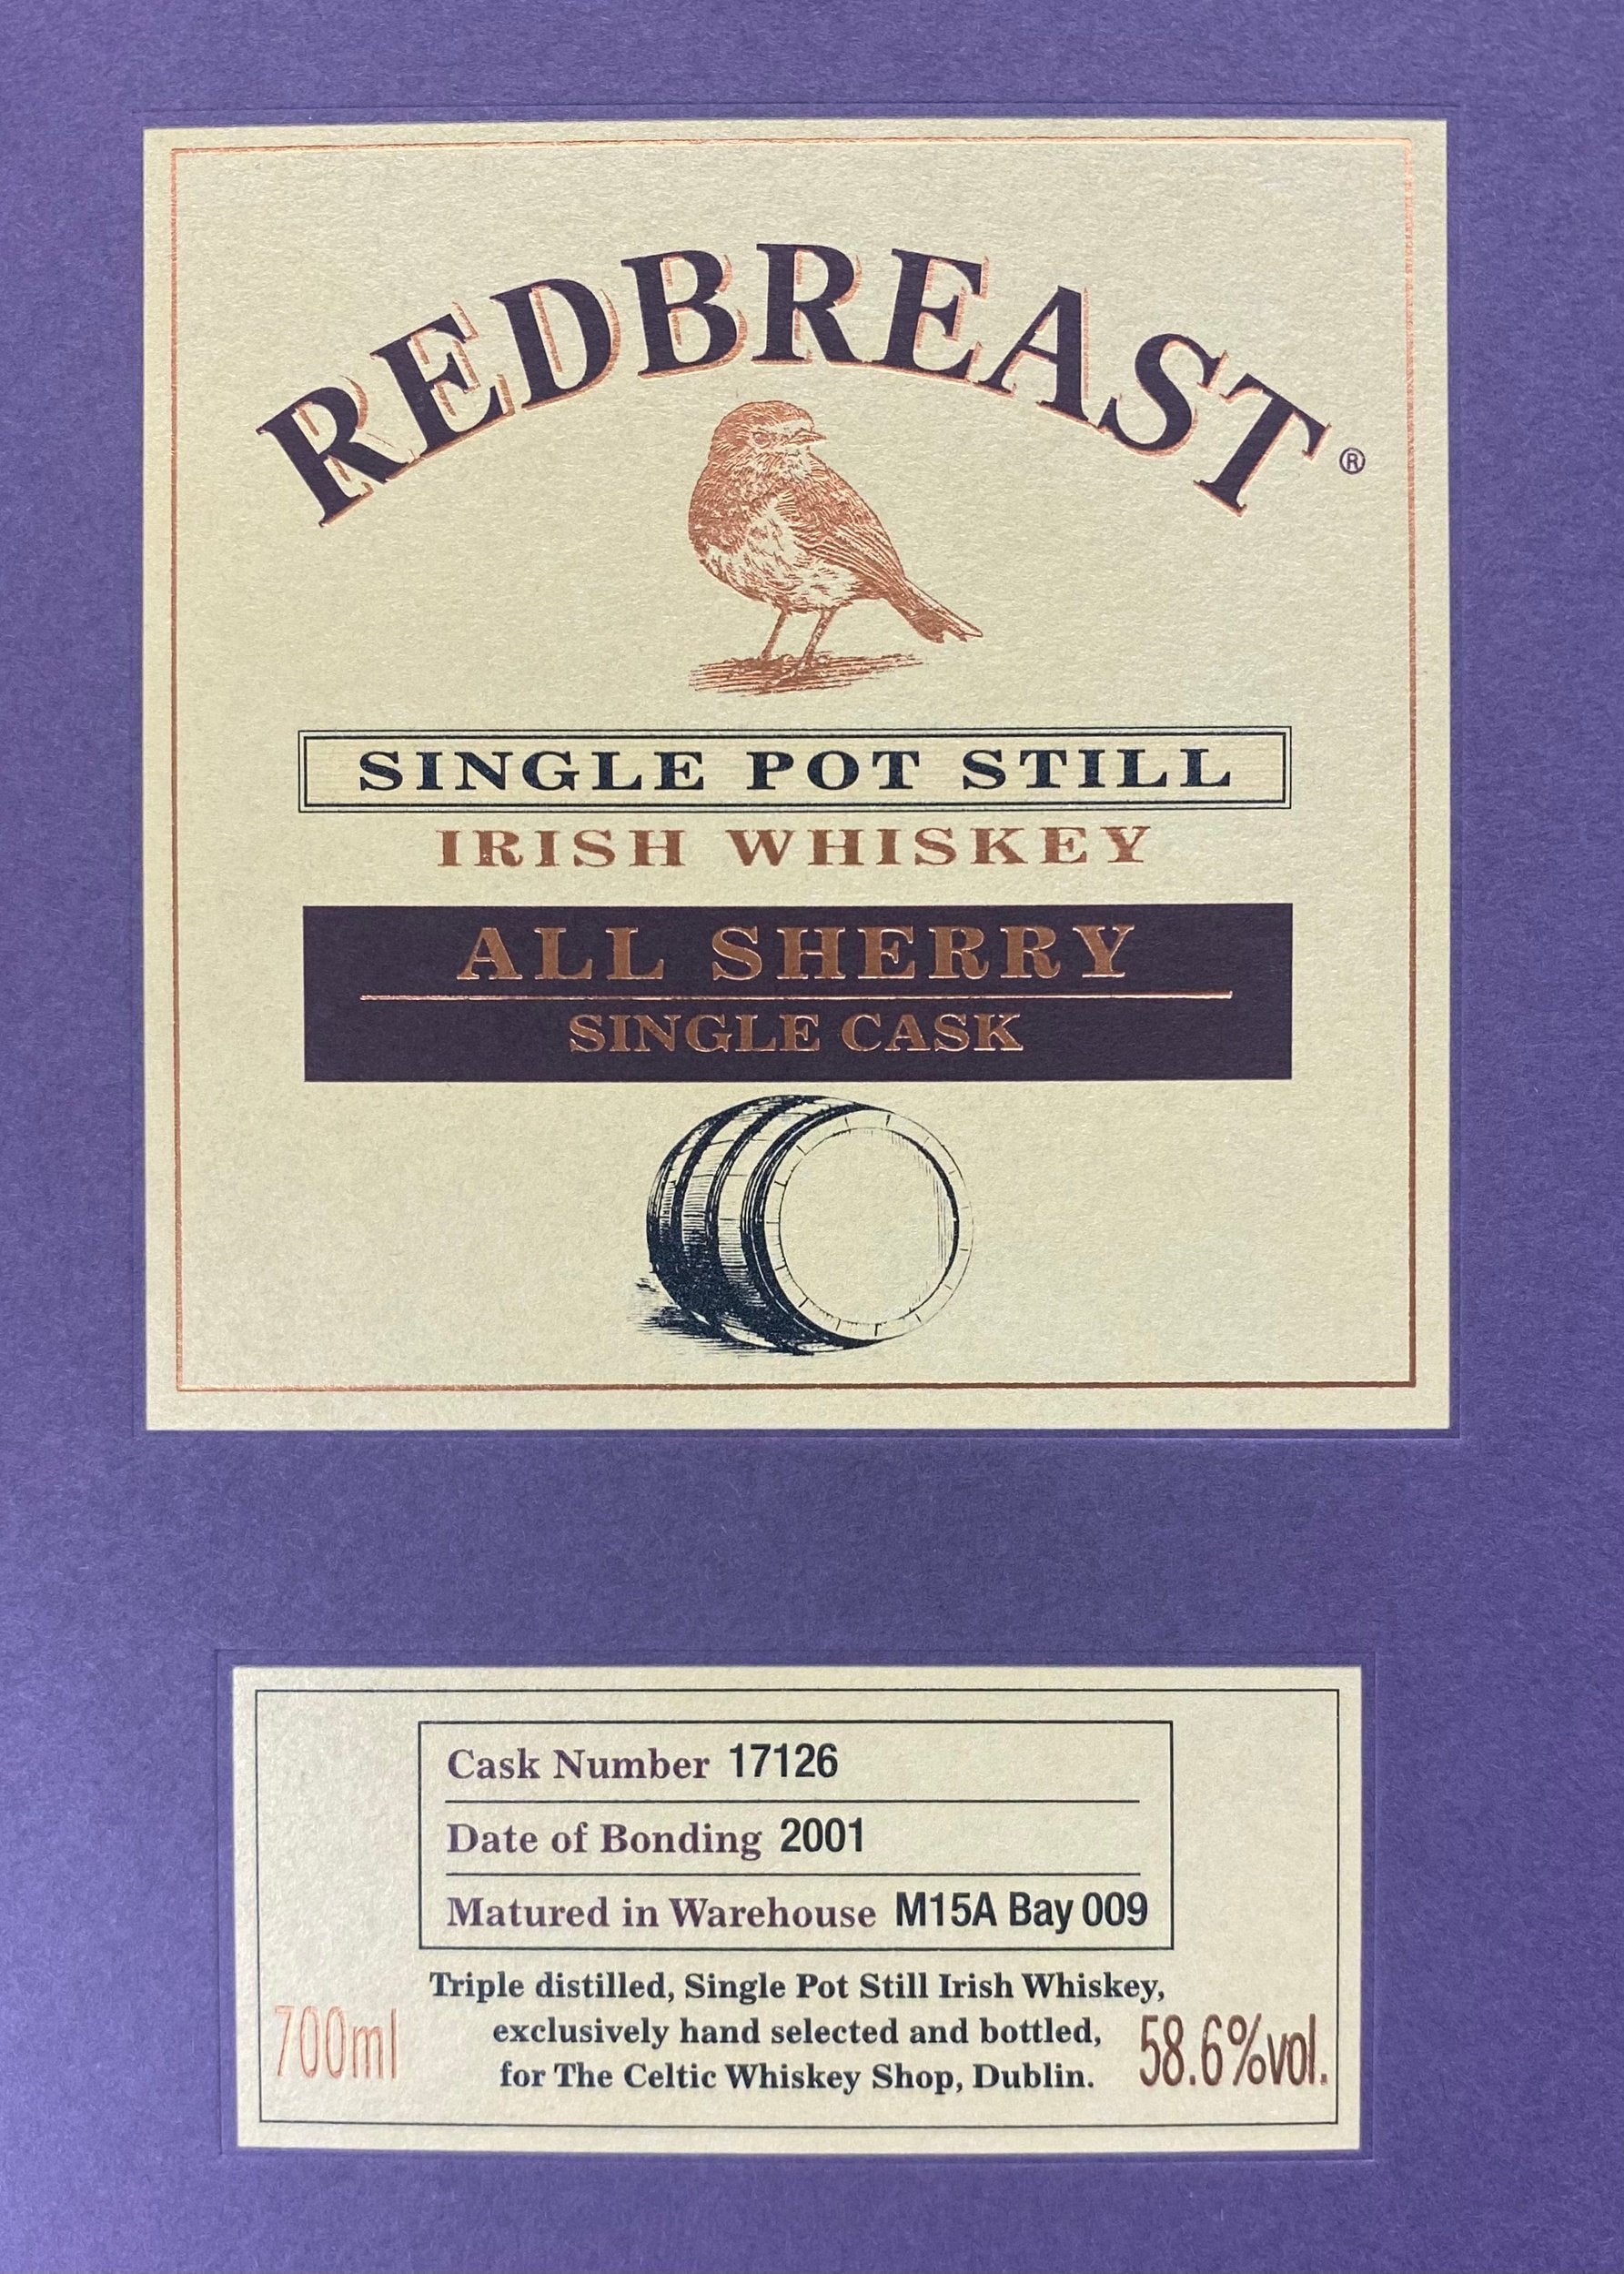 REDBREAST®
SINGLE POT STILL
IRISH WHISKEY
ALL SHERRY
SINGLE CASK
Cask Number 17126
Date of Bonding 2001
Matured in Warehouse M15A Bay 009
Triple distilled, Single Pot Still Irish Whiskey,
exclusively hand selected and bottled,
for The Celtic Whiskey Shop, Dublin.
700ml
58.6%vol.